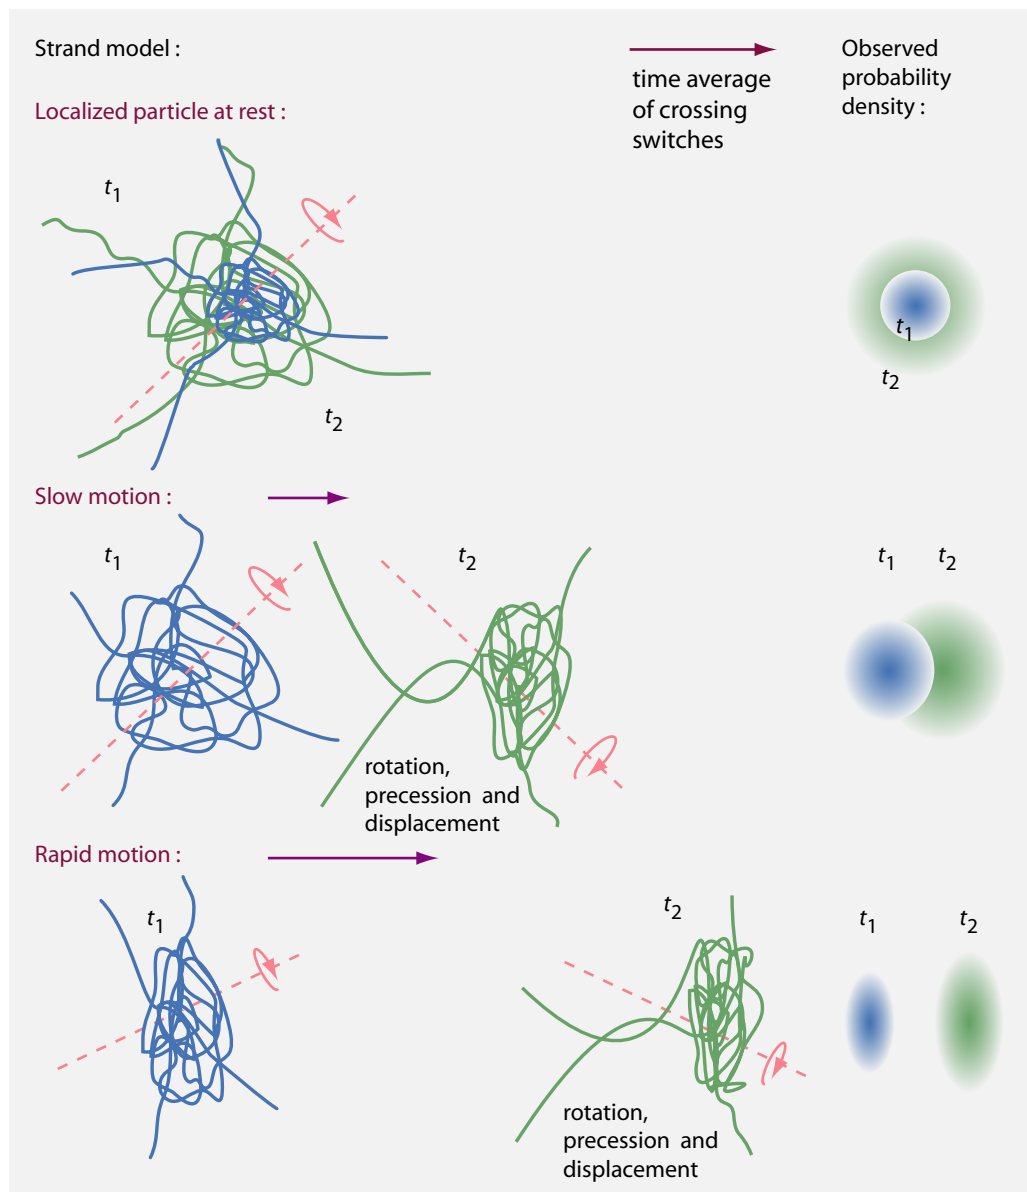 Strand model :
Observed
probability
density :
time average
of crossing
switches
Localized particle at rest :
t1
t2
t1
t2
Slow motion :
t1
t2
t1
t2
rotation,
precession and
displacement
Rapid motion :
t1
t2
t1
t2
rotation,
precession and
displacement